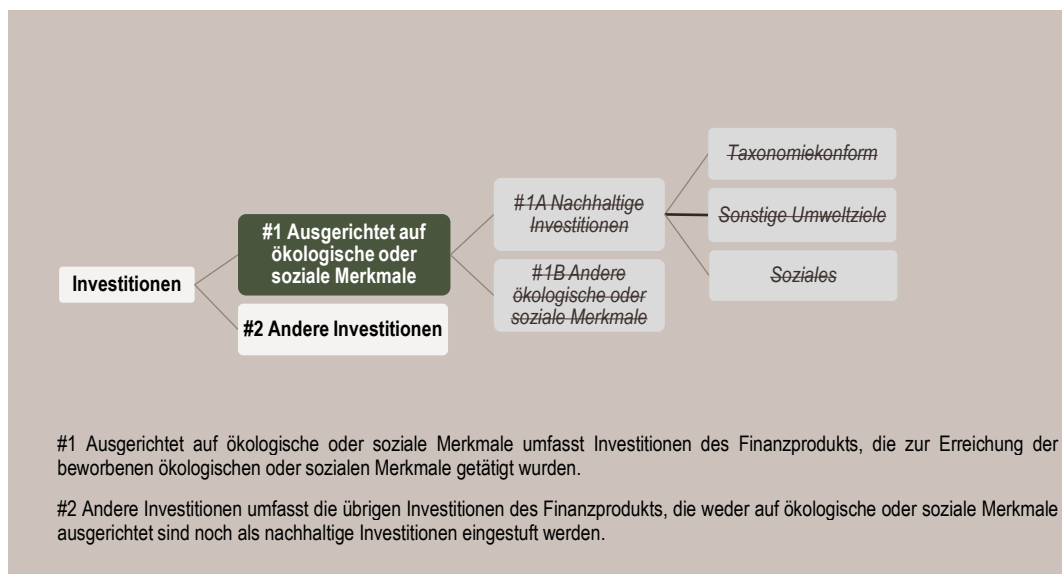 Investitionen
#1 Ausgerichtet auf
ökologische oder
soziale Merkmale
#2 Andere Investitionen
#1A Nachhaltige
Investitionen
#1B Andere
ökologische oder
soziale Merkmale
Taxonomiekonform
Sonstige Umweltziele
Soziales
#1 Ausgerichtet auf ökologische oder soziale Merkmale umfasst Investitionen des Finanzprodukts, die zur Erreichung der
beworbenen ökologischen oder sozialen Merkmale getätigt wurden.
#2 Andere Investitionen umfasst die übrigen Investitionen des Finanzprodukts, die weder auf ökologische oder soziale Merkmale
ausgerichtet sind noch als nachhaltige Investitionen eingestuft werden.